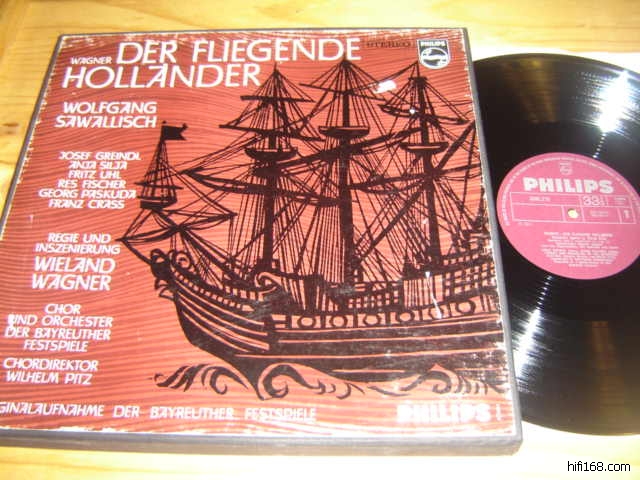 WAGNER DER FLIEGENDE
HOLLÄNDER
STEREO
PHILIPS
WOLFGANG
SAWALLISCH
JOSEF GREINDL
ANJA SILJA
FRITZ UHL
RES FISCHER
GEORG PASKUDA
FRANZ CRASS
REGIE UND
INSZENIERUNG
WIELAND
WAGNER
CHOR
UND ORCHESTER
DER BAYREUTHER
FESTSPIELE
CHORDIREKTOR
WILHELM PITZ
GINALAUFNAHME DER BAYREUTHER FESTSPIELE
PHILIPS
PHILIPS
33
1
hifi168.com